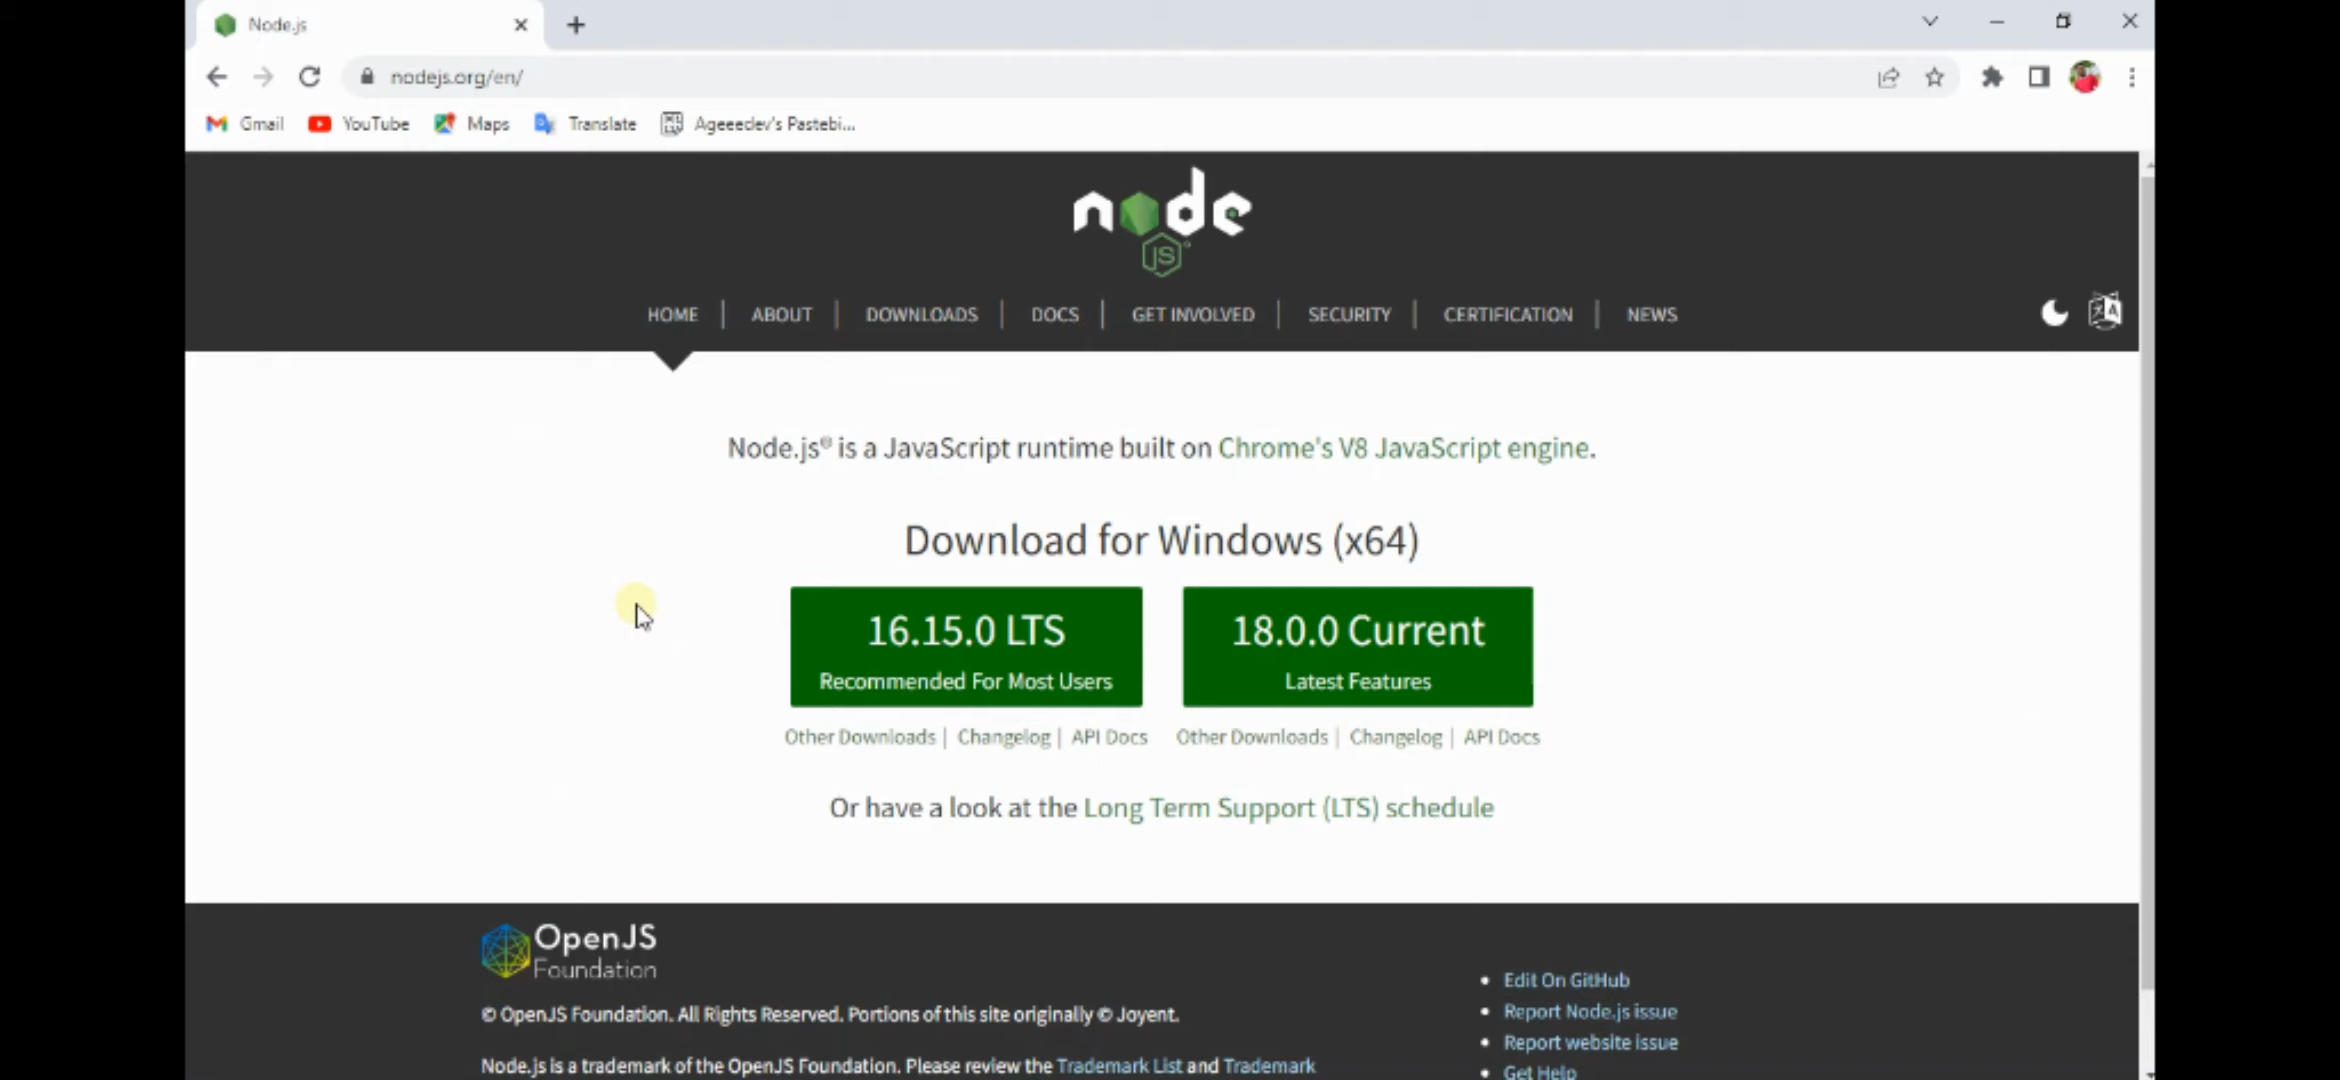 Node.js
nodejs.org/en/
Gmail YouTube Maps Translate Ageeedev's Pastebi...
node
JS
HOME | ABOUT | DOWNLOADS | DOCS | GET INVOLVED | SECURITY | CERTIFICATION | NEWS
Node.js® is a JavaScript runtime built on Chrome's V8 JavaScript engine.
Download for Windows (x64)
16.15.0 LTS
Recommended For Most Users
18.0.0 Current
Latest Features
Other Downloads | Changelog | API Docs
Other Downloads | Changelog | API Docs
Or have a look at the Long Term Support (LTS) schedule
OpenJS
Foundation
© OpenJS Foundation. All Rights Reserved. Portions of this site originally © Joyent.
Node.js is a trademark of the OpenJS Foundation. Please review the Trademark List and Trademark
Edit On GitHub
Report Node.js issue
Report website issue
Get Help